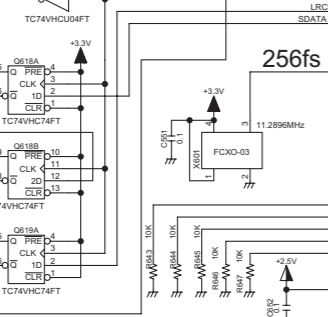 TC74VHCU04FT
LRC
SDATA
+3.3V
Q618A
Q PRE 4
CLK 3
Q 1D 2
CLR 1
TC74VHC74FT
256fs
+3.3V
C551
0.1
4
3
11.2896MHz
X601
FCXO-03
1
2
Q618B
Q PRE 10
CLK 11
Q 2D 12
CLR 13
74VHC74FT
Q619A
Q PRE 4
CLK 3
Q 1D 2
CLR 1
TC74VHC74FT
R643 10K
R644 10K
R645 10K
R646 10K
R647 10K
+2.5V
C652
0.1